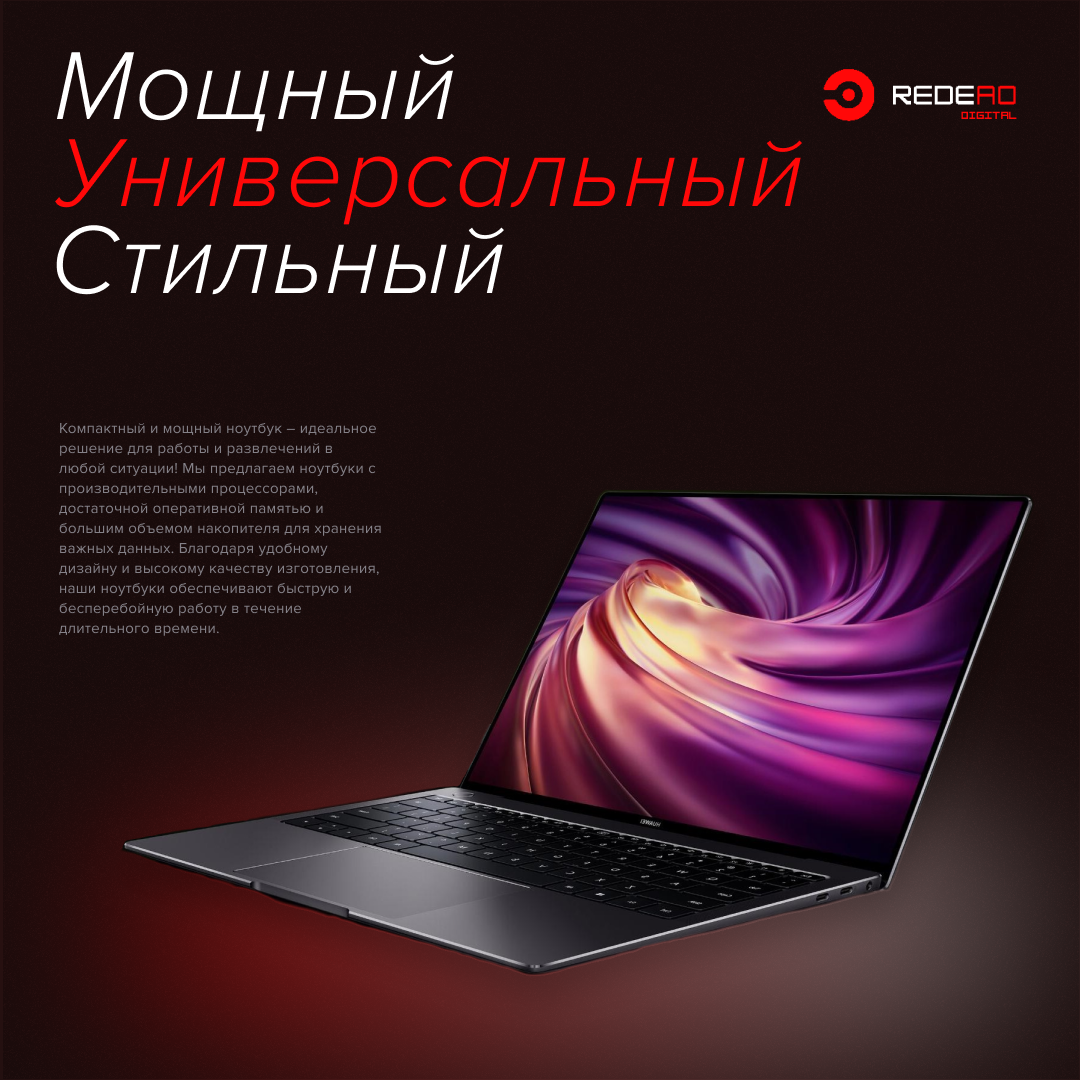 Мощный
Универсальный
Стильный
REDEAD
DIGITAL
Компактный и мощный ноутбук – идеальное
решение для работы и развлечений в
любой ситуации! Мы предлагаем ноутбуки с
производительными процессорами,
достаточной оперативной памятью и
большим объемом накопителя для хранения
важных данных. Благодаря удобному
дизайну и высокому качеству изготовления,
наши ноутбуки обеспечивают быструю и
бесперебойную работу в течение
длительного времени.